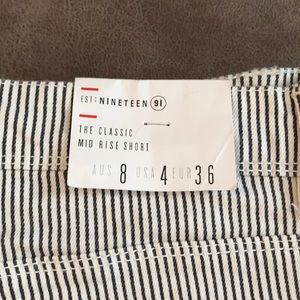 EST: NINETEEN 91
THE CLASSIC
MID RISE SHORT
AUS 8 USA 4 EUR 36